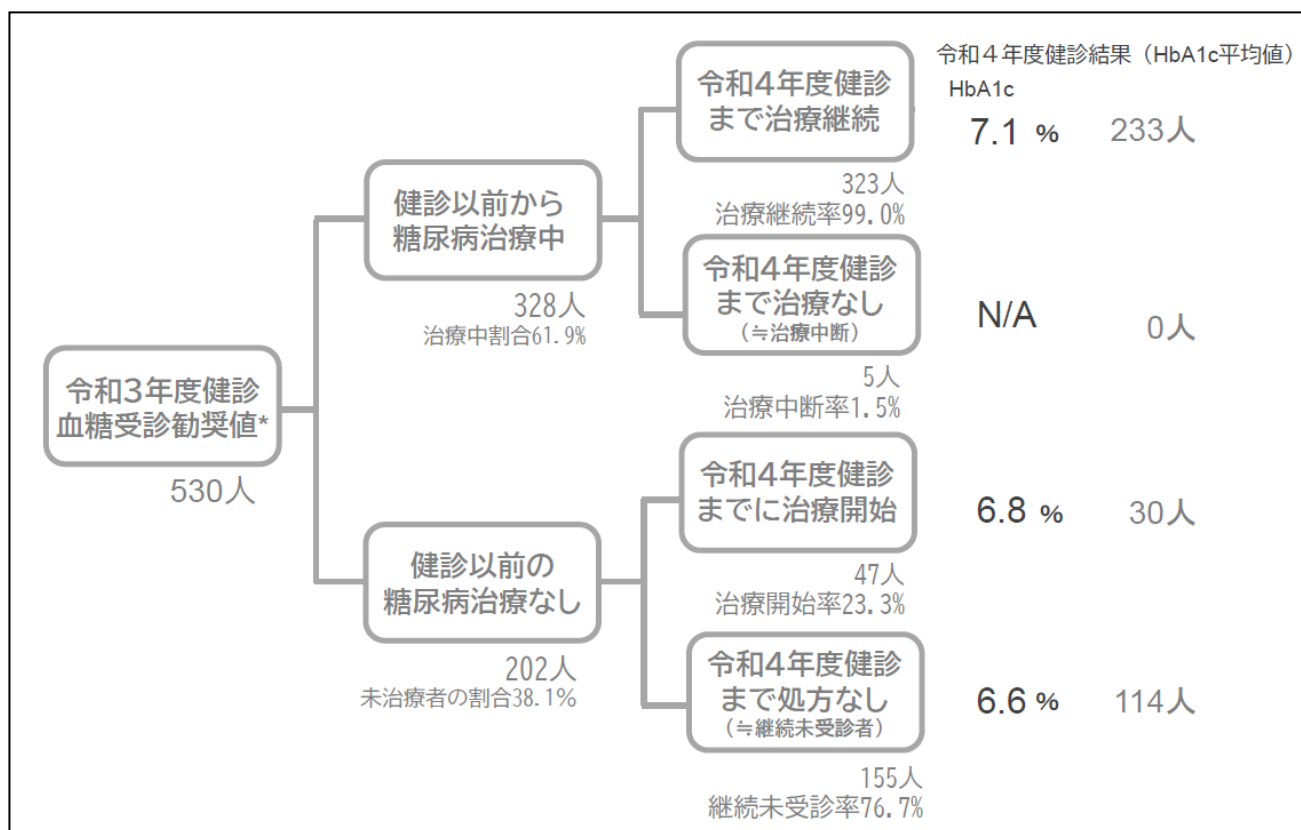 令和４年度健診結果（HbA1c平均値）
HbA1c
令和4年度健診
まで治療継続
7.1 %
233人
323人
治療継続率99.0%
健診以前から
糖尿病治療中
328人
治療中割合61.9%
令和4年度健診
まで治療なし
（≒治療中断）
N/A
0人
5人
治療中断率1.5%
令和3年度健診
血糖受診勧奨値*
530人
令和4年度健診
までに治療開始
6.8 %
30人
47人
治療開始率23.3%
健診以前の
糖尿病治療なし
202人
未治療者の割合38.1%
令和4年度健診
まで処方なし
（≒継続未受診者）
6.6 %
114人
155人
継続未受診率76.7%